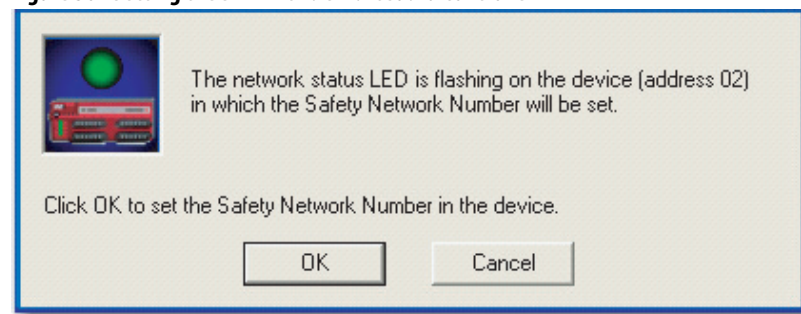 The network status LED is flashing on the device (address 02)
in which the Safety Network Number will be set.
Click OK to set the Safety Network Number in the device.
OK
Cancel